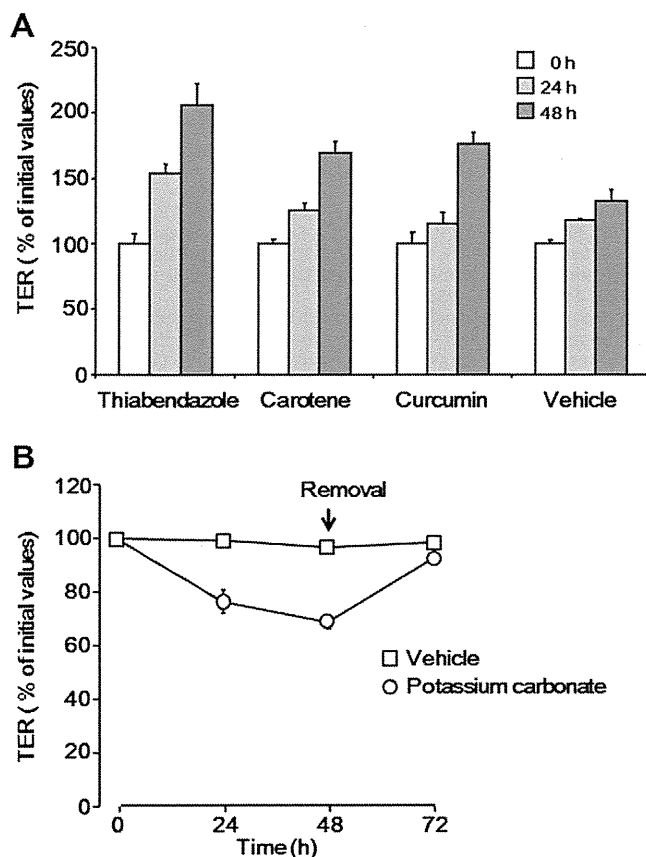 A
TER ( % of initial values)
250
200
150
100
50
0
0 h
24 h
48 h
Thiabendazole Carotene Curcumin Vehicle
B
TER ( % of initial values)
120
100
80
60
40
20
0
Removal
Vehicle
Potassium carbonate
0 24 48 72
Time (h)